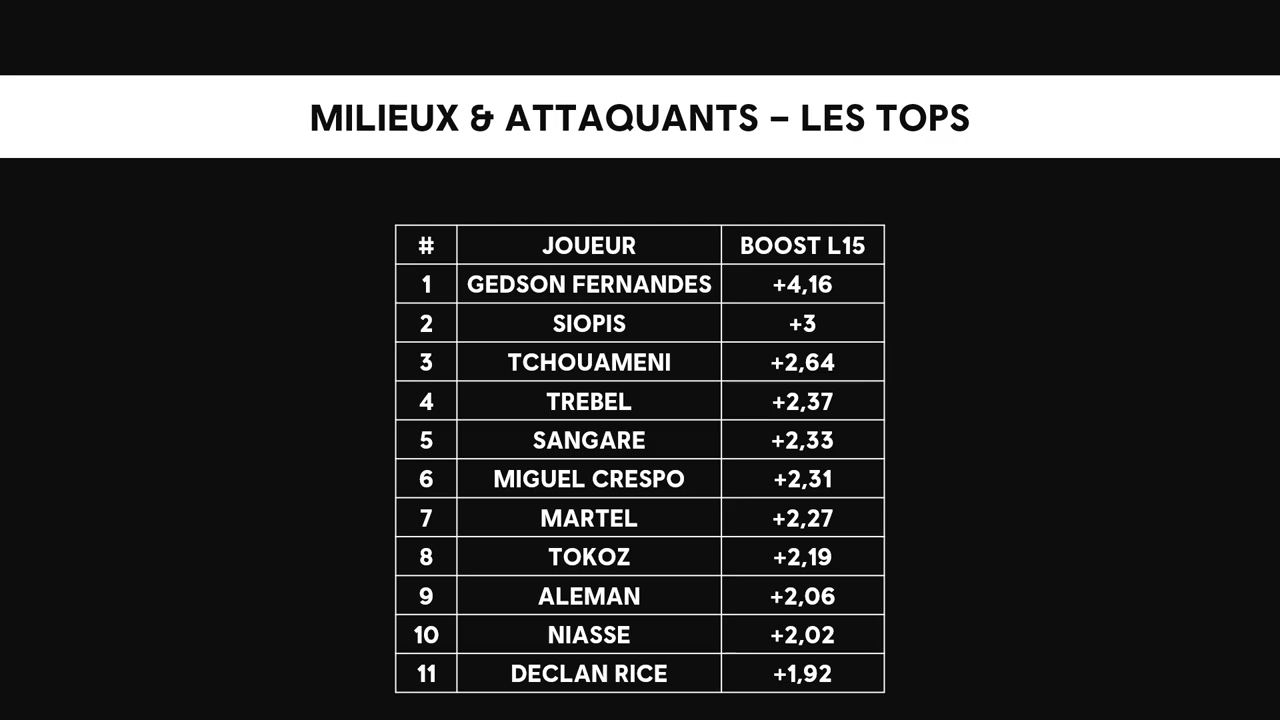 MILIEUX & ATTAQUANTS – LES TOPS
# JOUEUR BOOST L15
1 GEDSON FERNANDES +4,16
2 SIOPIS +3
3 TCHOUAMENI +2,64
4 TREBEL +2,37
5 SANGARE +2,33
6 MIGUEL CRESPO +2,31
7 MARTEL +2,27
8 TOKOZ +2,19
9 ALEMAN +2,06
10 NIASSE +2,02
11 DECLAN RICE +1,92